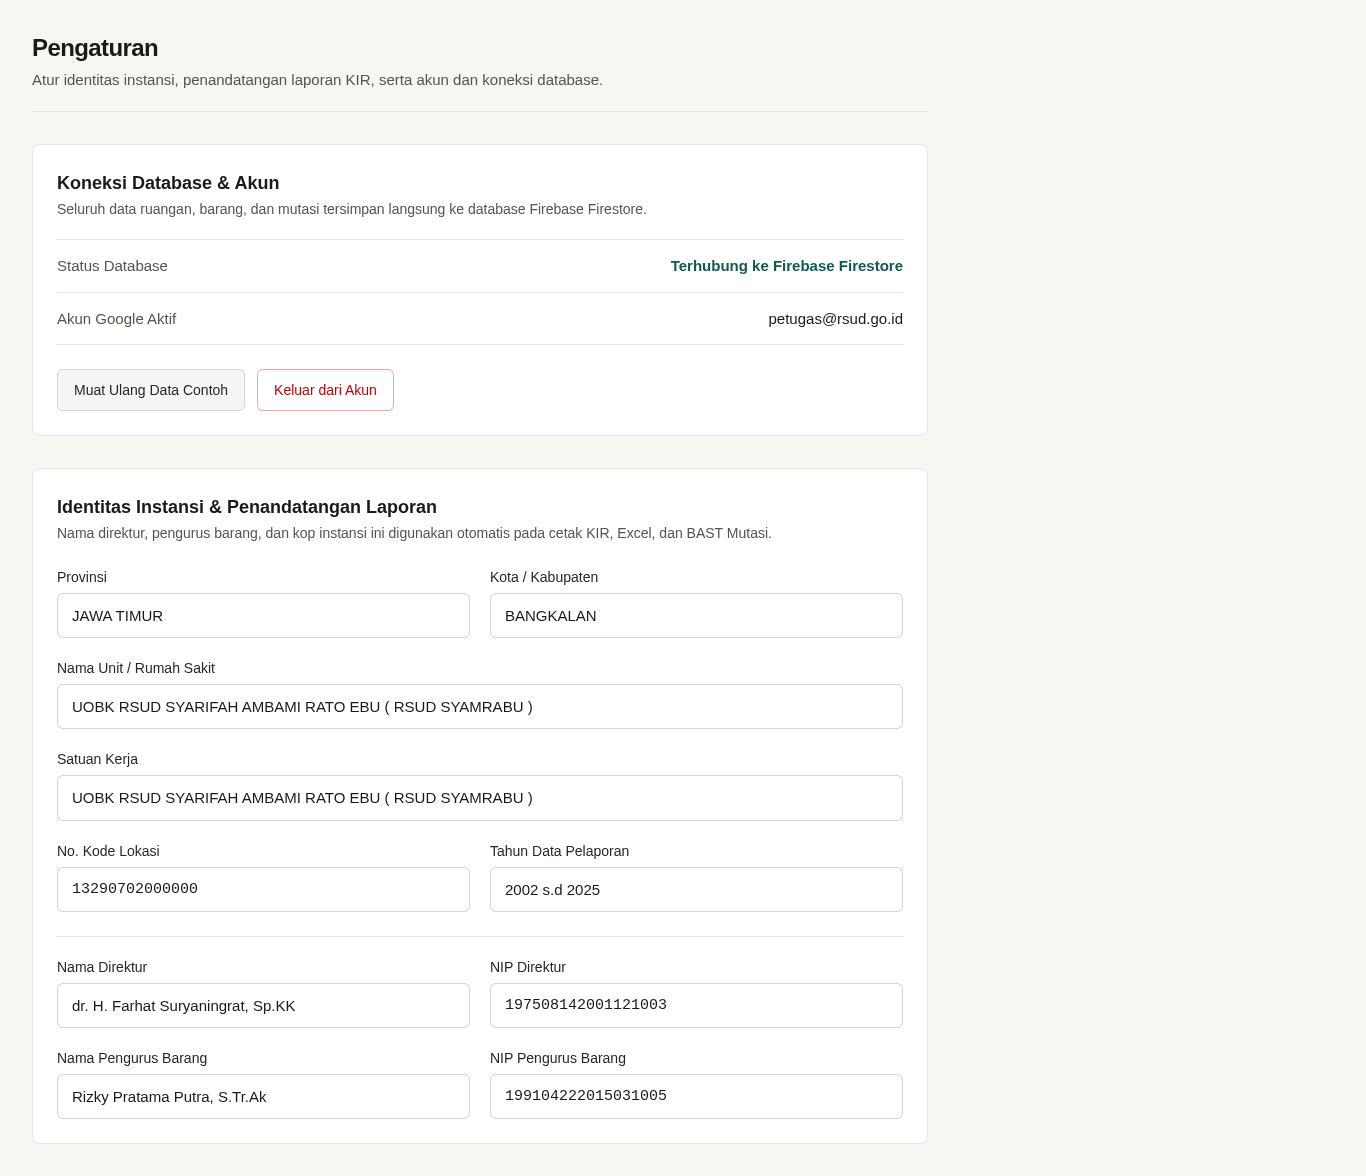 Pengaturan
Atur identitas instansi, penandatangan laporan KIR, serta akun dan koneksi database.
Koneksi Database & Akun
Seluruh data ruangan, barang, dan mutasi tersimpan langsung ke database Firebase Firestore.
Status Database
Terhubung ke Firebase Firestore
Akun Google Aktif
petugas@rsud.go.id
Muat Ulang Data Contoh
Keluar dari Akun
Identitas Instansi & Penandatangan Laporan
Nama direktur, pengurus barang, dan kop instansi ini digunakan otomatis pada cetak KIR, Excel, dan BAST Mutasi.
Provinsi
Kota / Kabupaten
JAWA TIMUR
BANGKALAN
Nama Unit / Rumah Sakit
UOBK RSUD SYARIFAH AMBAMI RATO EBU ( RSUD SYAMRABU )
Satuan Kerja
UOBK RSUD SYARIFAH AMBAMI RATO EBU ( RSUD SYAMRABU )
No. Kode Lokasi
Tahun Data Pelaporan
13290702000000
2002 s.d 2025
Nama Direktur
NIP Direktur
dr. H. Farhat Suryaningrat, Sp.KK
197508142001121003
Nama Pengurus Barang
NIP Pengurus Barang
Rizky Pratama Putra, S.Tr.Ak
199104222015031005